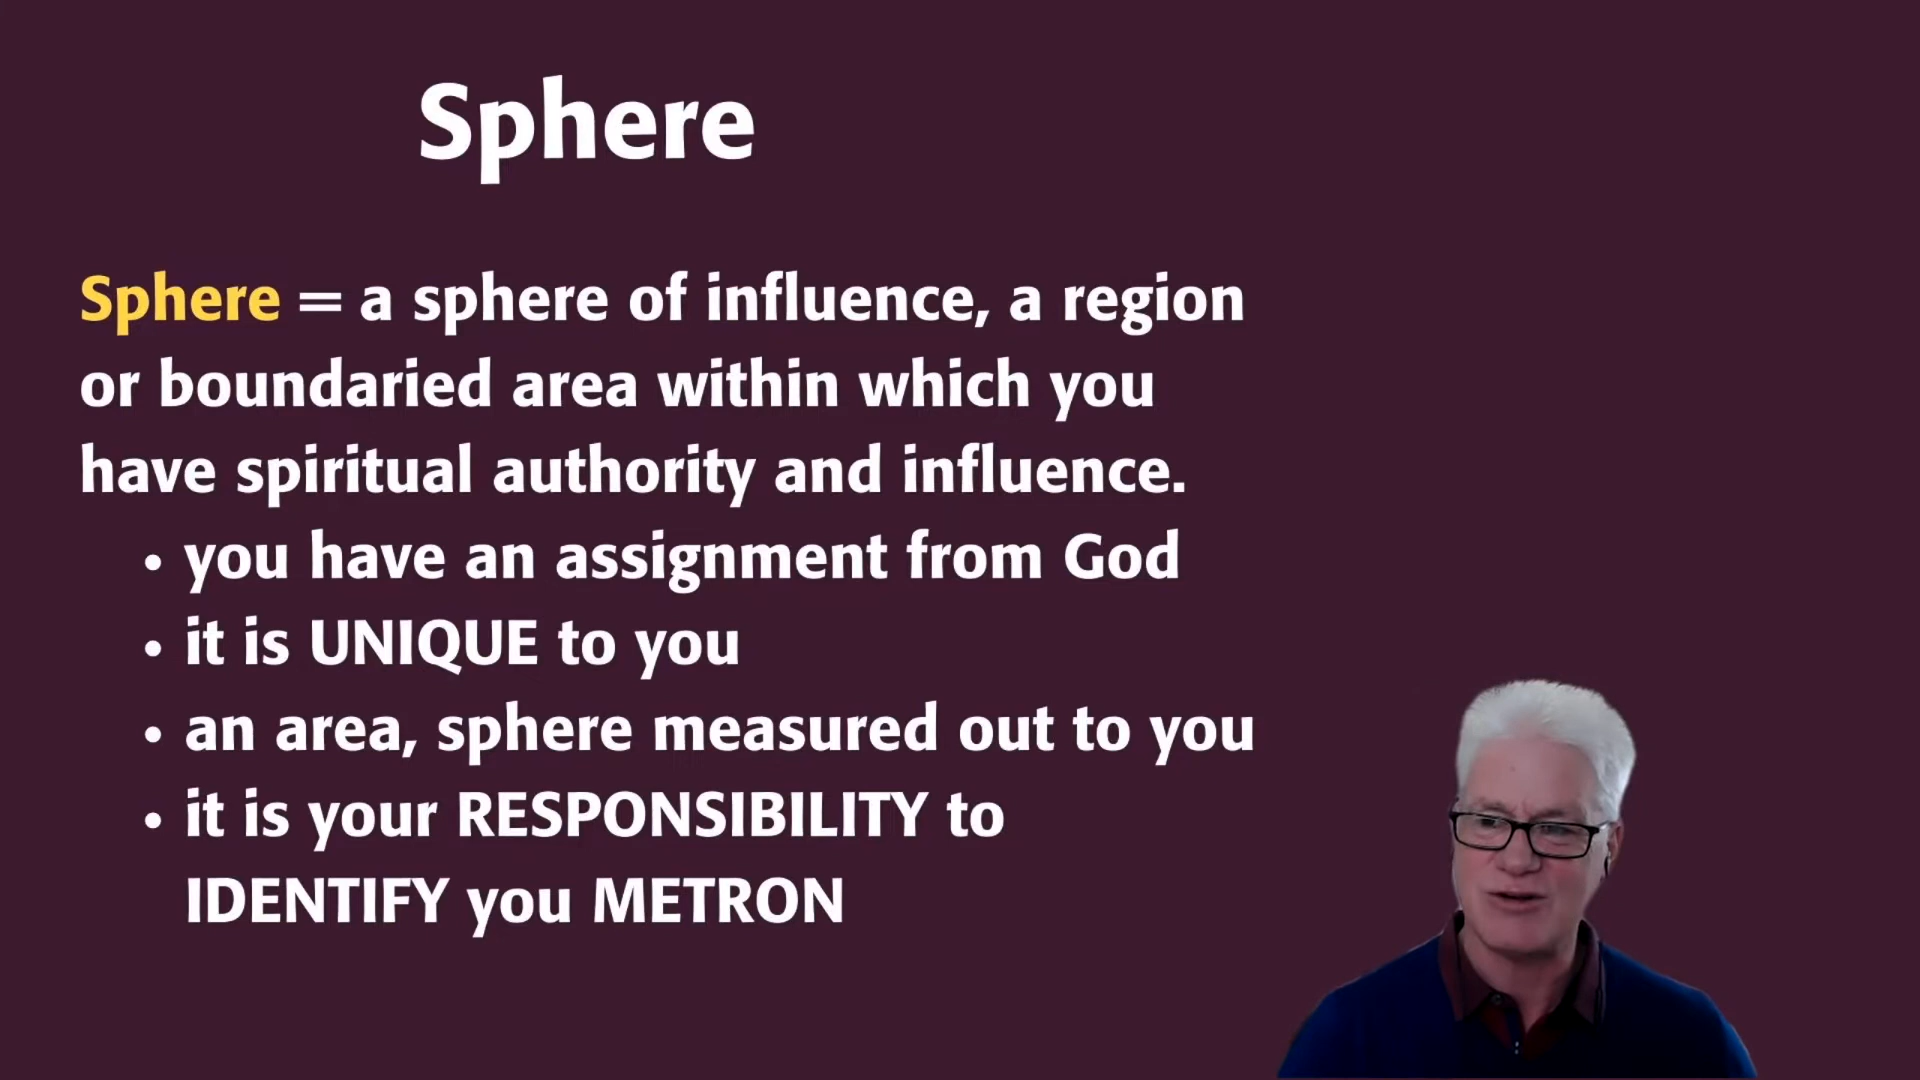 Sphere
Sphere = a sphere of influence, a region
or boundaried area within which you
have spiritual authority and influence.
• you have an assignment from God
• it is UNIQUE to you
• an area, sphere measured out to you
• it is your RESPONSIBILITY to
IDENTIFY you METRON